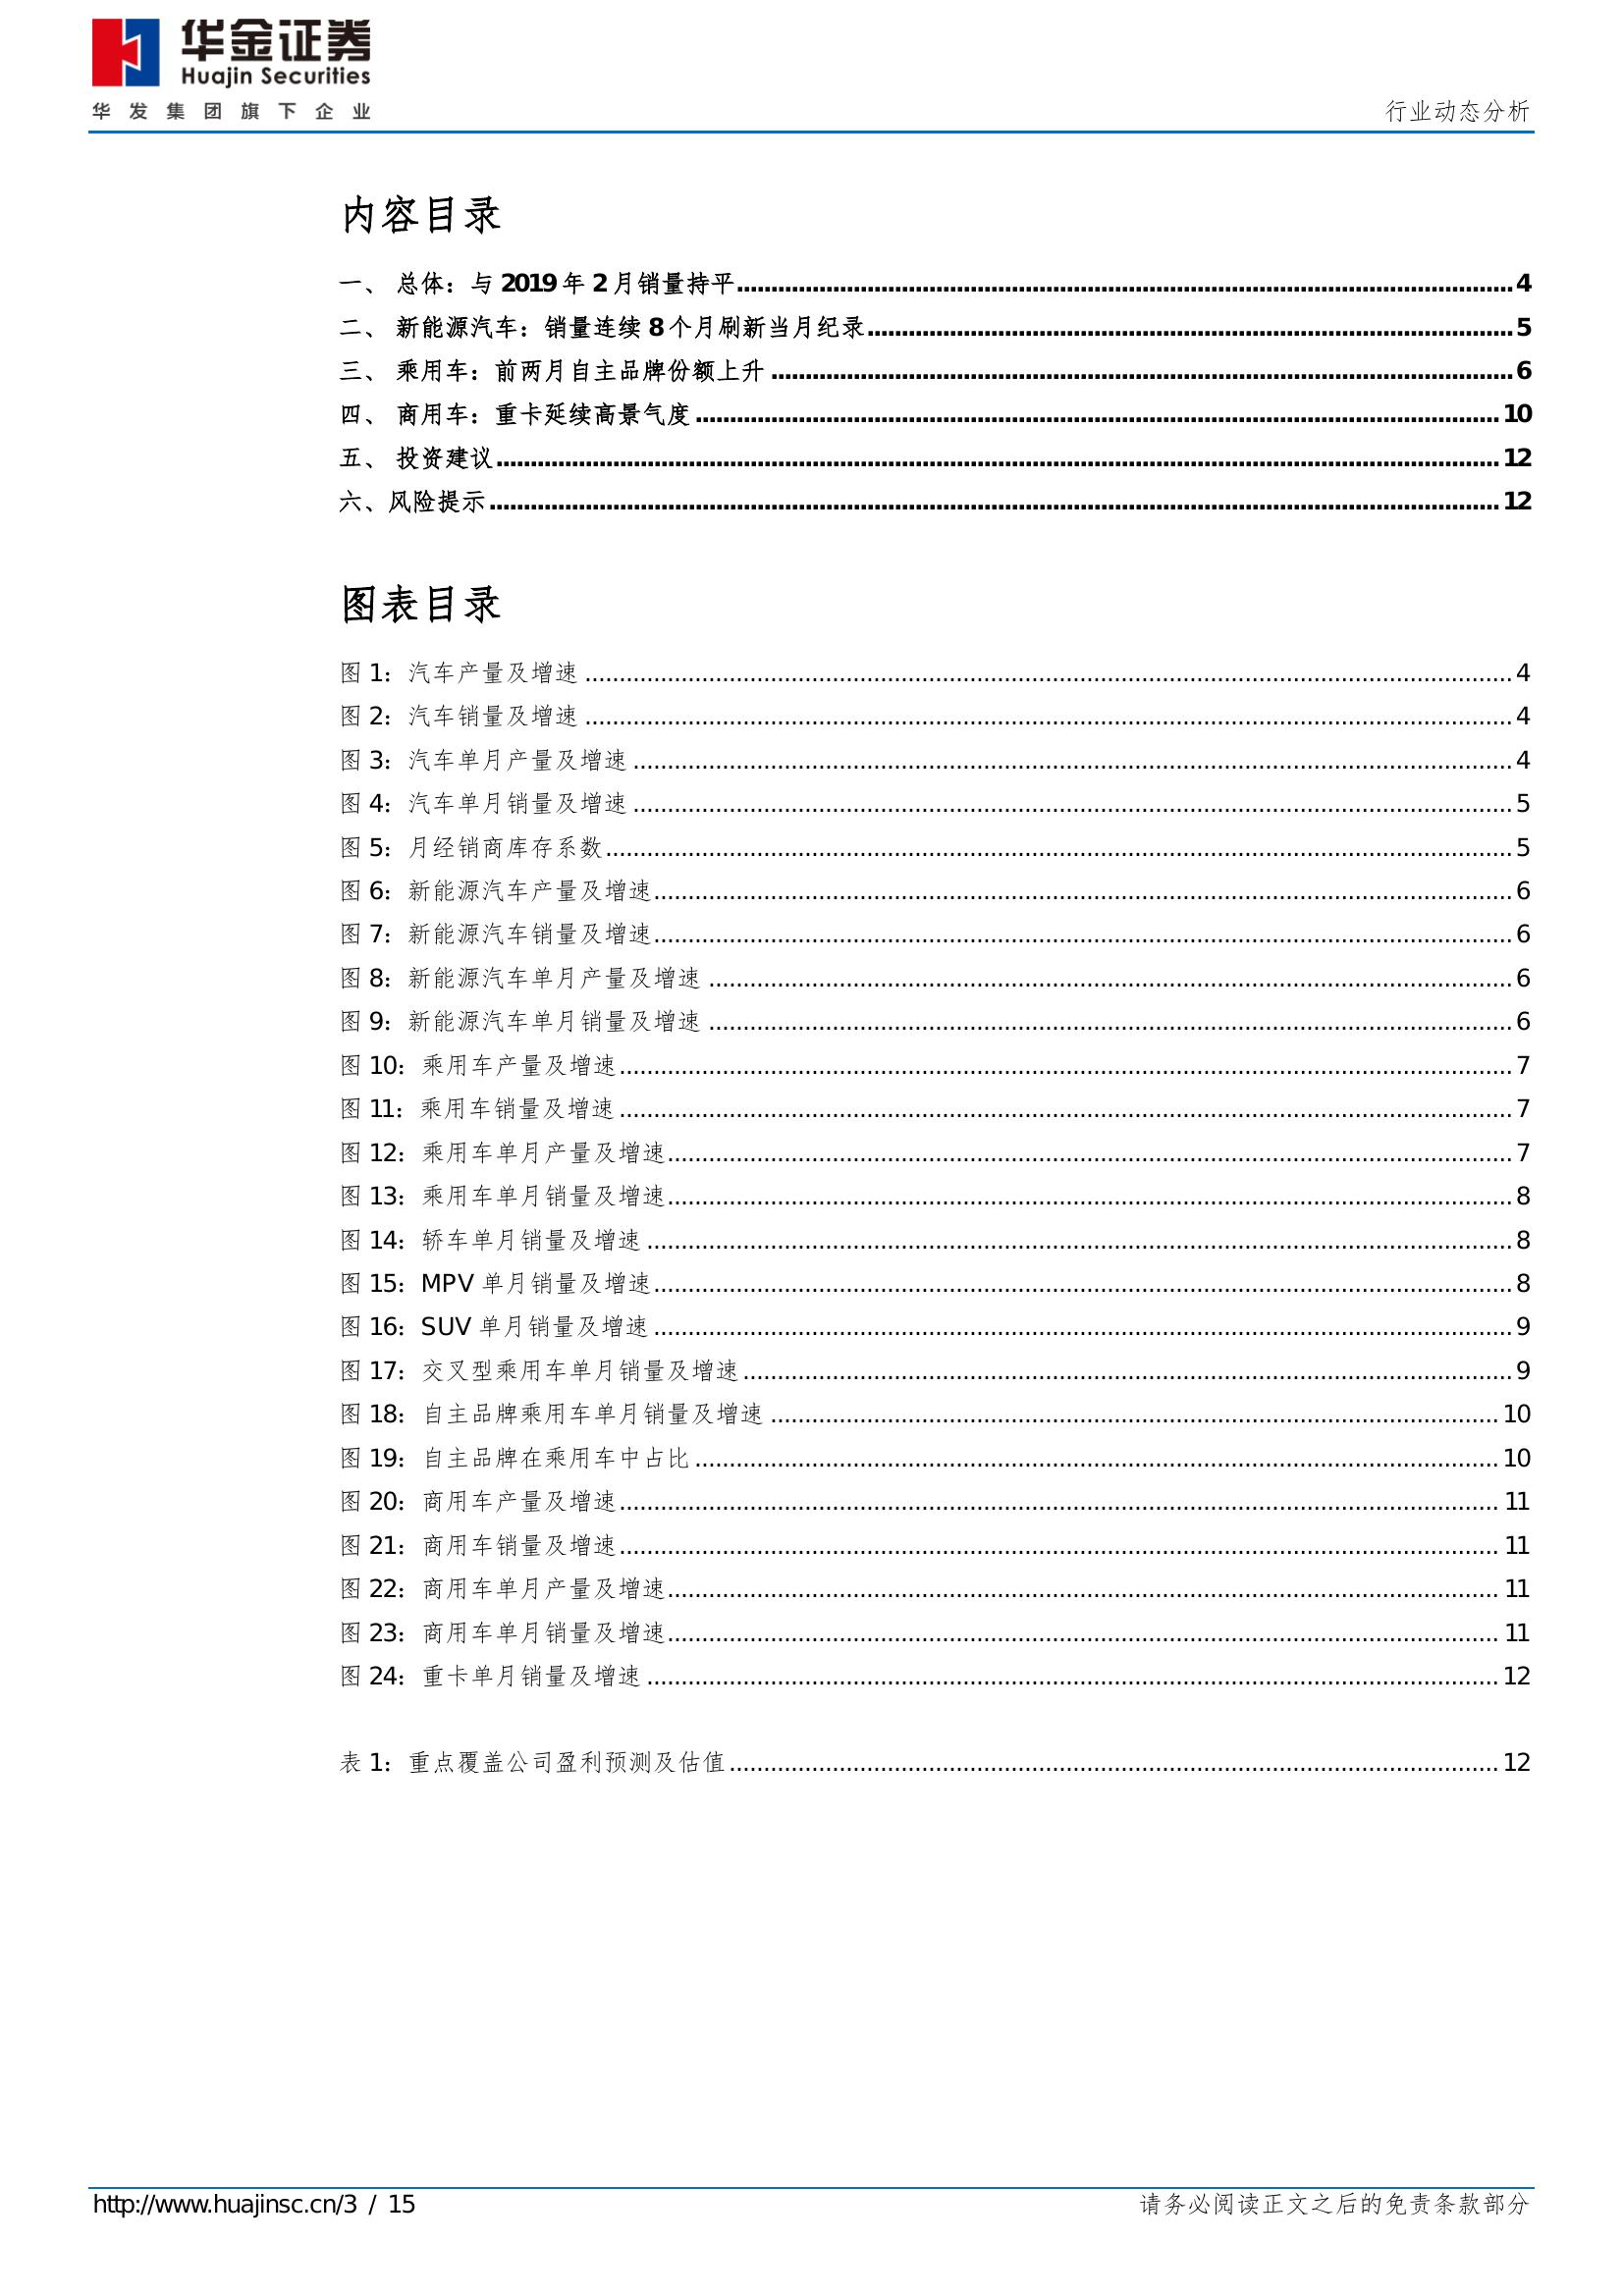 华金证券
Huajin Securities
华发集团旗下企业
行业动态分析
内容目录
一、 总体：与 2019 年 2 月销量持平 4
二、 新能源汽车：销量连续 8 个月刷新当月纪录 5
三、 乘用车：前两月自主品牌份额上升 6
四、 商用车：重卡延续高景气度 10
五、 投资建议 12
六、风险提示 12
图表目录
图 1：汽车产量及增速 4
图 2：汽车销量及增速 4
图 3：汽车单月产量及增速 4
图 4：汽车单月销量及增速 5
图 5：月经销商库存系数 5
图 6：新能源汽车产量及增速 6
图 7：新能源汽车销量及增速 6
图 8：新能源汽车单月产量及增速 6
图 9：新能源汽车单月销量及增速 6
图 10：乘用车产量及增速 7
图 11：乘用车销量及增速 7
图 12：乘用车单月产量及增速 7
图 13：乘用车单月销量及增速 8
图 14：轿车单月销量及增速 8
图 15：MPV 单月销量及增速 8
图 16：SUV 单月销量及增速 9
图 17：交叉型乘用车单月销量及增速 9
图 18：自主品牌乘用车单月销量及增速 10
图 19：自主品牌在乘用车中占比 10
图 20：商用车产量及增速 11
图 21：商用车销量及增速 11
图 22：商用车单月产量及增速 11
图 23：商用车单月销量及增速 11
图 24：重卡单月销量及增速 12
表 1：重点覆盖公司盈利预测及估值 12
http://www.huajinsc.cn/3 / 15
请务必阅读正文之后的免责条款部分